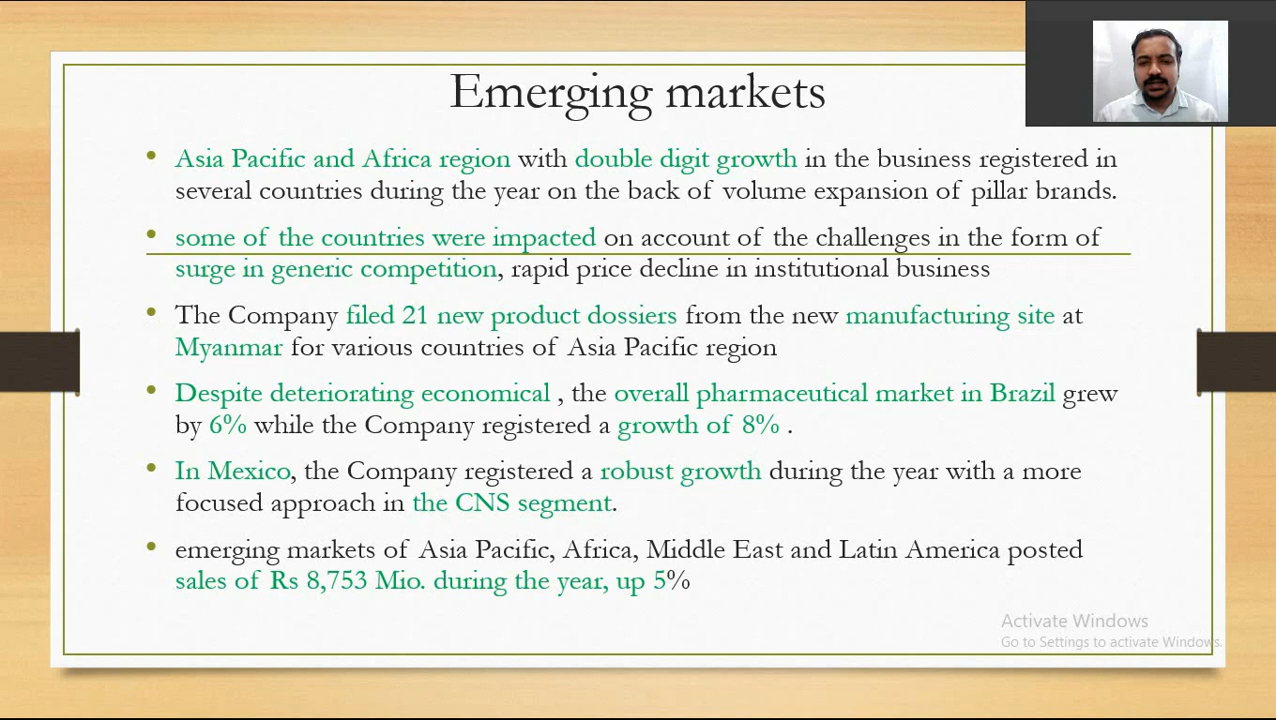 Emerging markets
• Asia Pacific and Africa region with double digit growth in the business registered in
several countries during the year on the back of volume expansion of pillar brands.
• some of the countries were impacted on account of the challenges in the form of
surge in generic competition, rapid price decline in institutional business
• The Company filed 21 new product dossiers from the new manufacturing site at
Myanmar for various countries of Asia Pacific region
• Despite deteriorating economical , the overall pharmaceutical market in Brazil grew
by 6% while the Company registered a growth of 8% .
• In Mexico, the Company registered a robust growth during the year with a more
focused approach in the CNS segment.
• emerging markets of Asia Pacific, Africa, Middle East and Latin America posted
sales of Rs 8,753 Mio. during the year, up 5%
Activate Windows
Go to Settings to activate Windows.